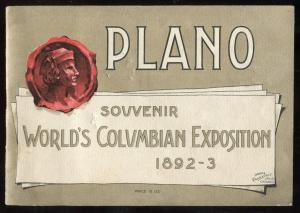 PLANO
SOUVENIR
WORLD'S COLUMBIAN EXPOSITION
1892-3